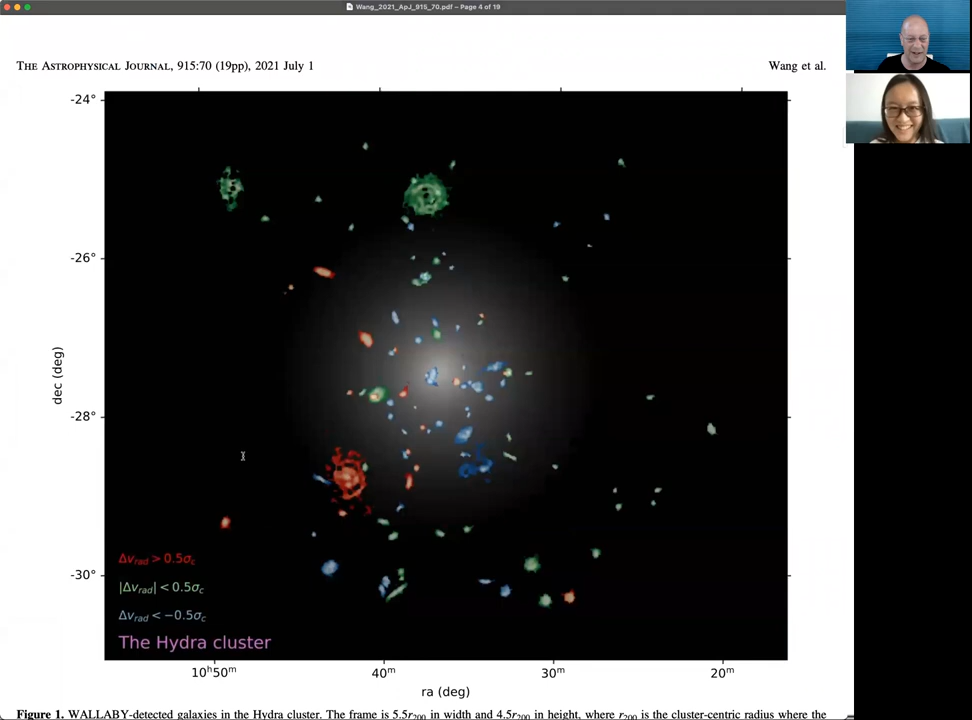 Wang_2021_ApJ_915_70.pdf – Page 4 of 19
THE ASTROPHYSICAL JOURNAL, 915:70 (19pp), 2021 July 1
Wang et al.
-24°
-26°
-28°
-30°
dec (deg)
Δv_rad > 0.5σ_c
|Δv_rad| < 0.5σ_c
Δv_rad < −0.5σ_c
The Hydra cluster
10ʰ50ᵐ 40ᵐ 30ᵐ 20ᵐ
ra (deg)
Figure 1. WALLABY-detected galaxies in the Hydra cluster. The frame is 5.5r₂₀₀ in width and 4.5r₂₀₀ in height, where r₂₀₀ is the cluster-centric radius where the